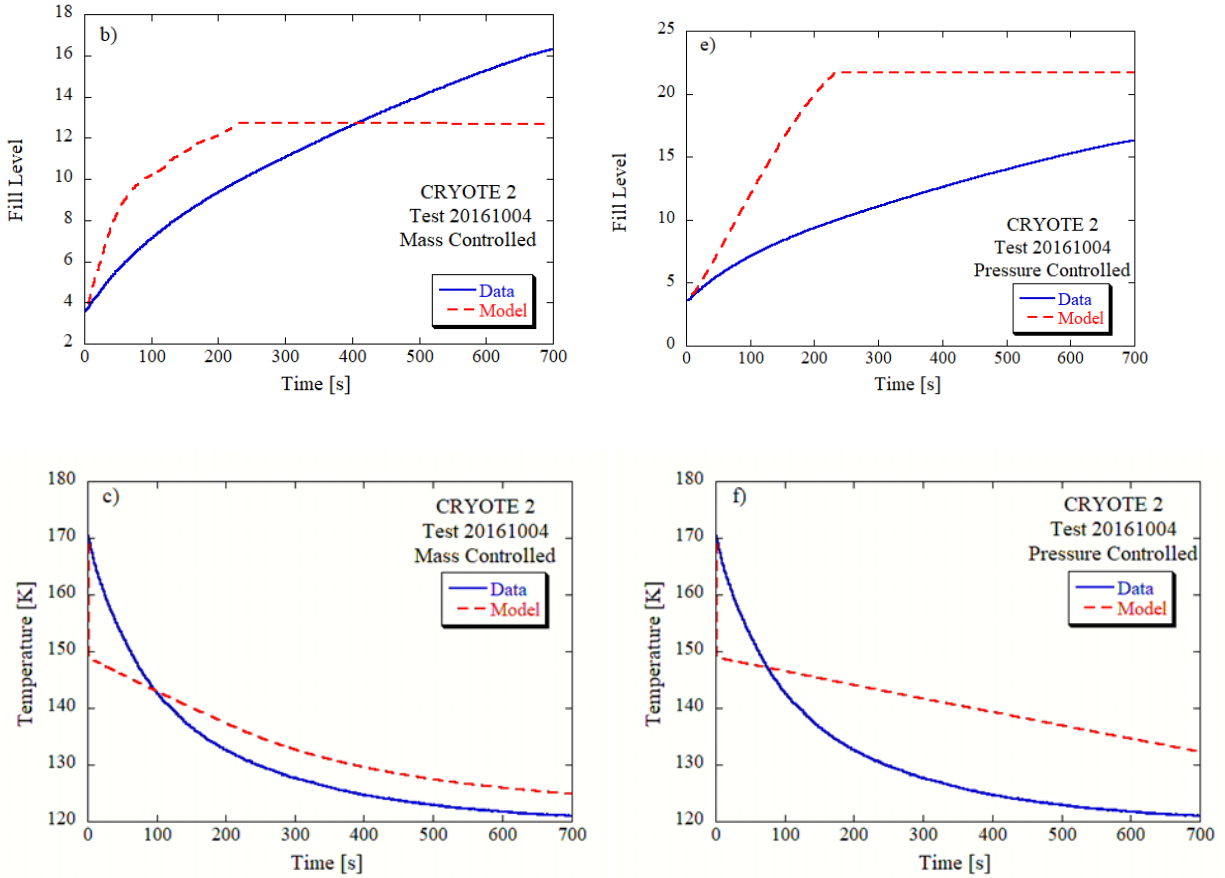 b)
18
16
14
12
10
8
6
4
2
Fill Level
CRYOTE 2
Test 20161004
Mass Controlled
Data
Model
0 100 200 300 400 500 600 700
Time [s]
e)
25
20
15
10
5
0
Fill Level
CRYOTE 2
Test 20161004
Pressure Controlled
Data
Model
0 100 200 300 400 500 600 700
Time [s]
c)
180
170
160
150
140
130
120
Temperature [K]
CRYOTE 2
Test 20161004
Mass Controlled
Data
Model
0 100 200 300 400 500 600 700
Time [s]
f)
180
170
160
150
140
130
120
Temperature [K]
CRYOTE 2
Test 20161004
Pressure Controlled
Data
Model
0 100 200 300 400 500 600 700
Time [s]